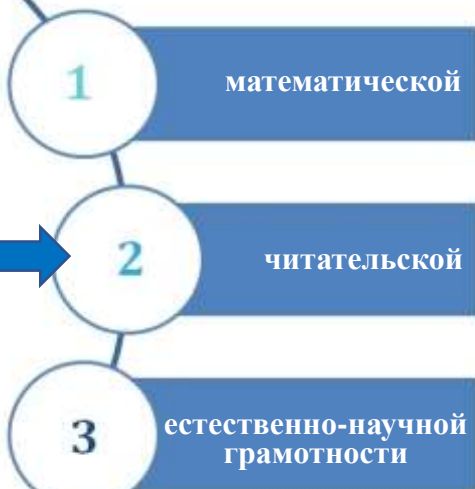 1
математической
2
читательской
3
естественно-научной
грамотности